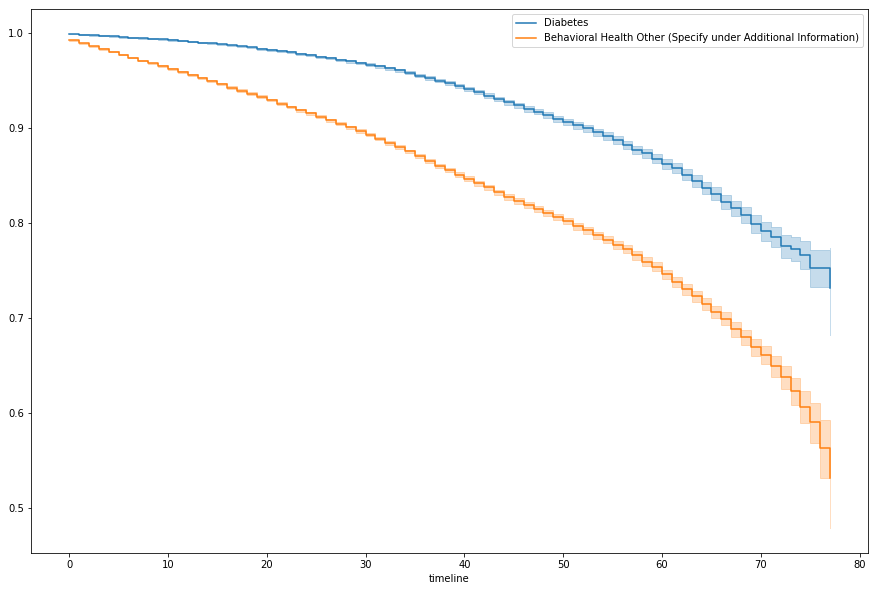 Diabetes
Behavioral Health Other (Specify under Additional Information)
1.0
0.9
0.8
0.7
0.6
0.5
0 10 20 30 40 50 60 70 80
timeline